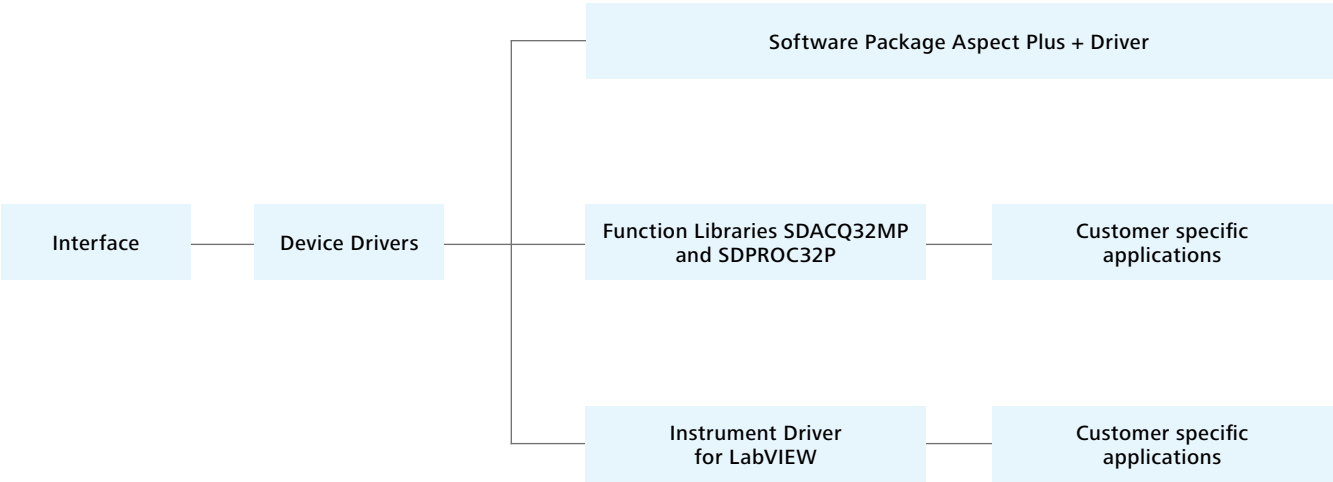 Software Package Aspect Plus + Driver
Interface
Device Drivers
Function Libraries SDACQ32MP
and SDPROC32P
Customer specific
applications
Instrument Driver
for LabVIEW
Customer specific
applications